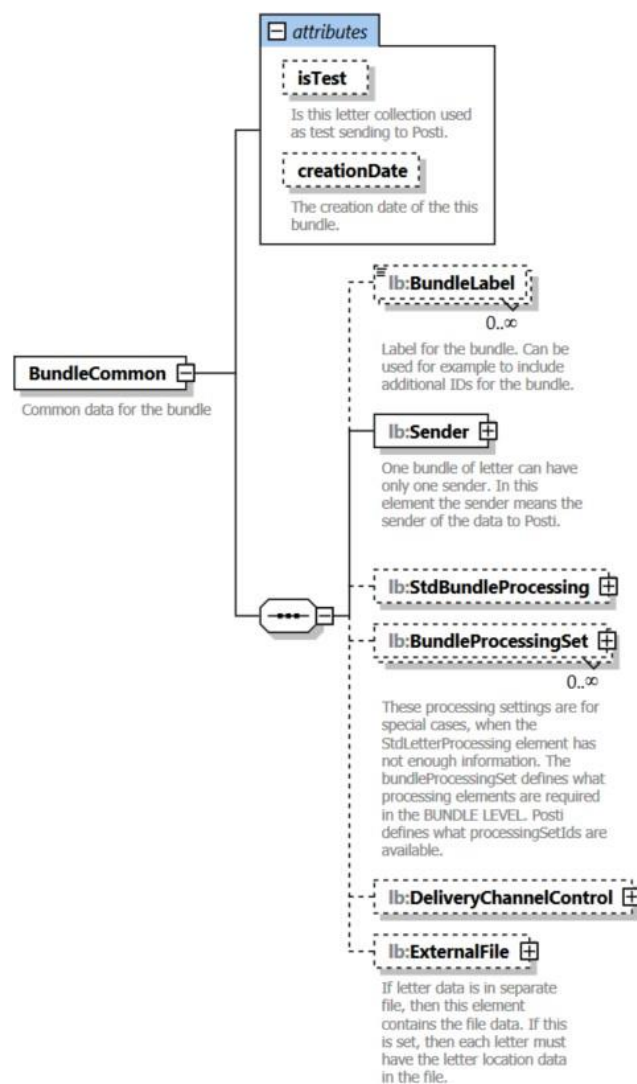 attributes
isTest
Is this letter collection used
as test sending to Posti.
creationDate
The creation date of the this
bundle.
BundleCommon
Common data for the bundle
lb:BundleLabel
0..∞
Label for the bundle. Can be
used for example to include
additional IDs for the bundle.
lb:Sender
One bundle of letter can have
only one sender. In this
element the sender means the
sender of the data to Posti.
lb:StdBundleProcessing
lb:BundleProcessingSet
0..∞
These processing settings are for
special cases, when the
StdLetterProcessing element has
not enough information. The
bundleProcessingSet defines what
processing elements are required
in the BUNDLE LEVEL. Posti
defines what processingSetIds are
available.
lb:DeliveryChannelControl
lb:ExternalFile
If letter data is in separate
file, then this element
contains the file data. If this
is set, then each letter must
have the letter location data
in the file.